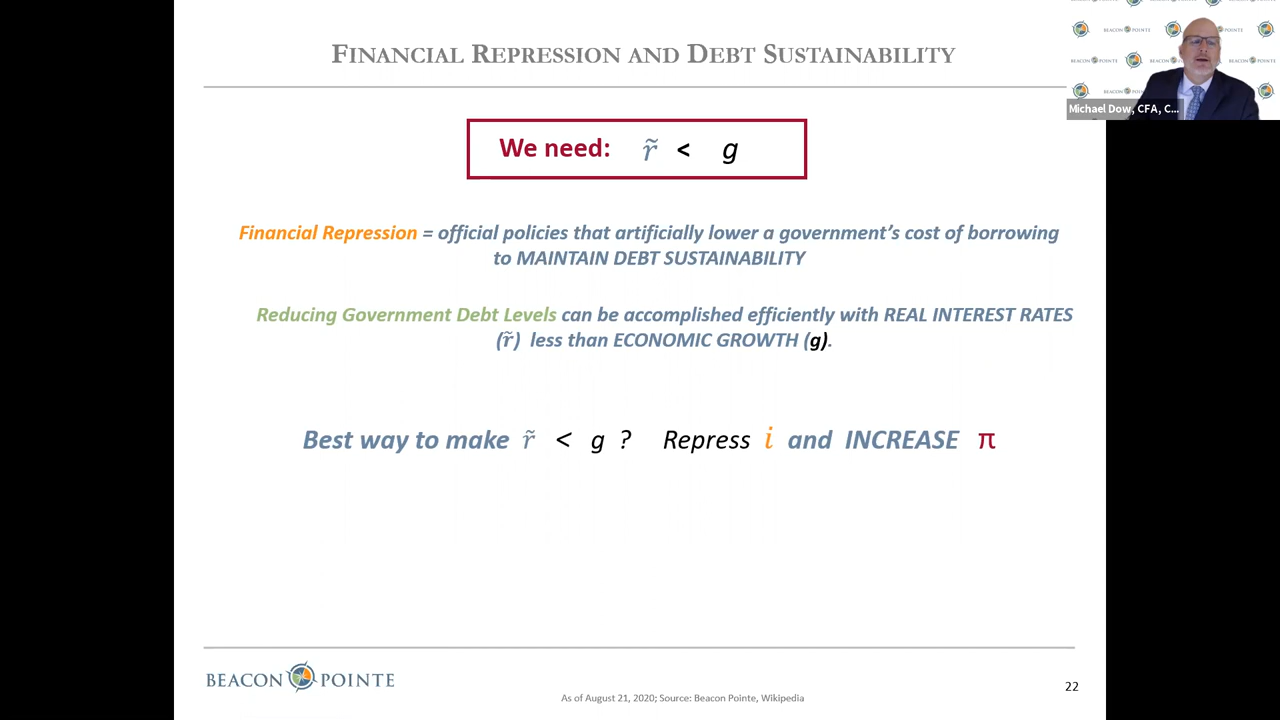 FINANCIAL REPRESSION AND DEBT SUSTAINABILITY
We need: r̃ < g
Financial Repression = official policies that artificially lower a government’s cost of borrowing
to MAINTAIN DEBT SUSTAINABILITY
Reducing Government Debt Levels can be accomplished efficiently with REAL INTEREST RATES
(r̃) less than ECONOMIC GROWTH (g).
Best way to make r̃ < g ? Repress i and INCREASE π
BEACON POINTE
As of August 21, 2020; Source: Beacon Pointe, Wikipedia
22
BEACON POINTE
Michael Dow, CFA, C...